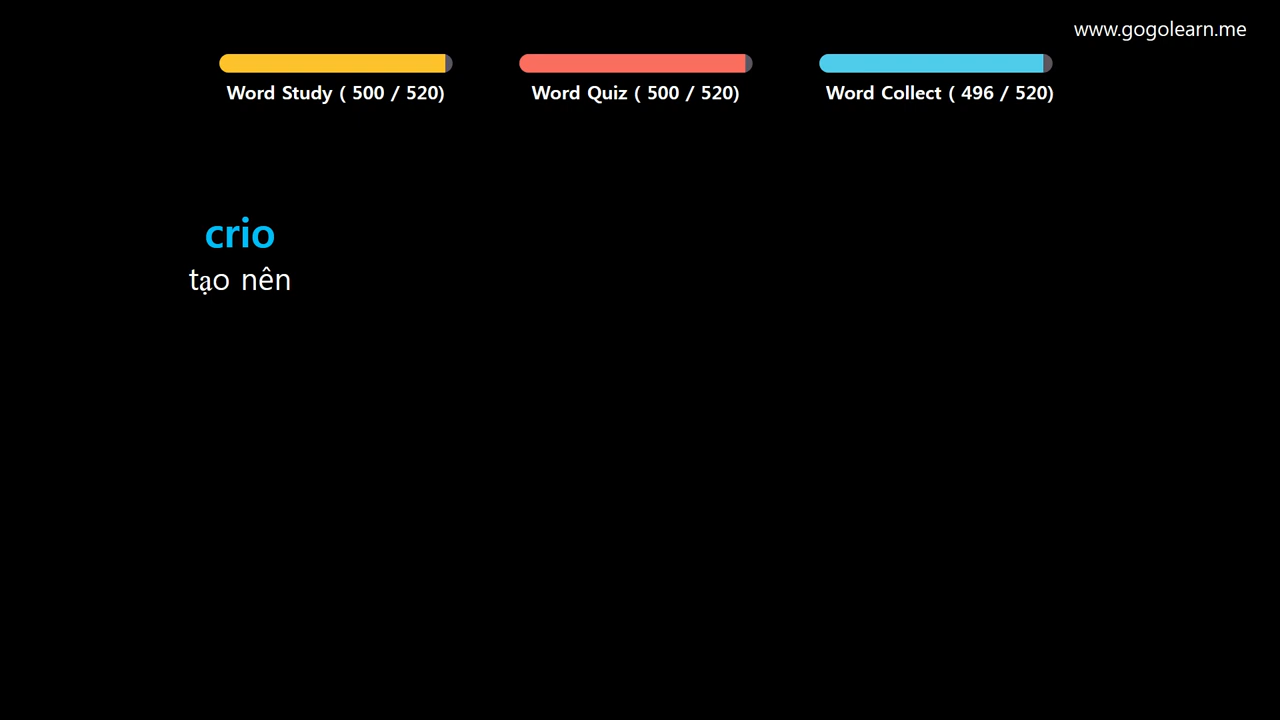 www.gogolearn.me
Word Study ( 500 / 520)
Word Quiz ( 500 / 520)
Word Collect ( 496 / 520)
crio
tạo nên